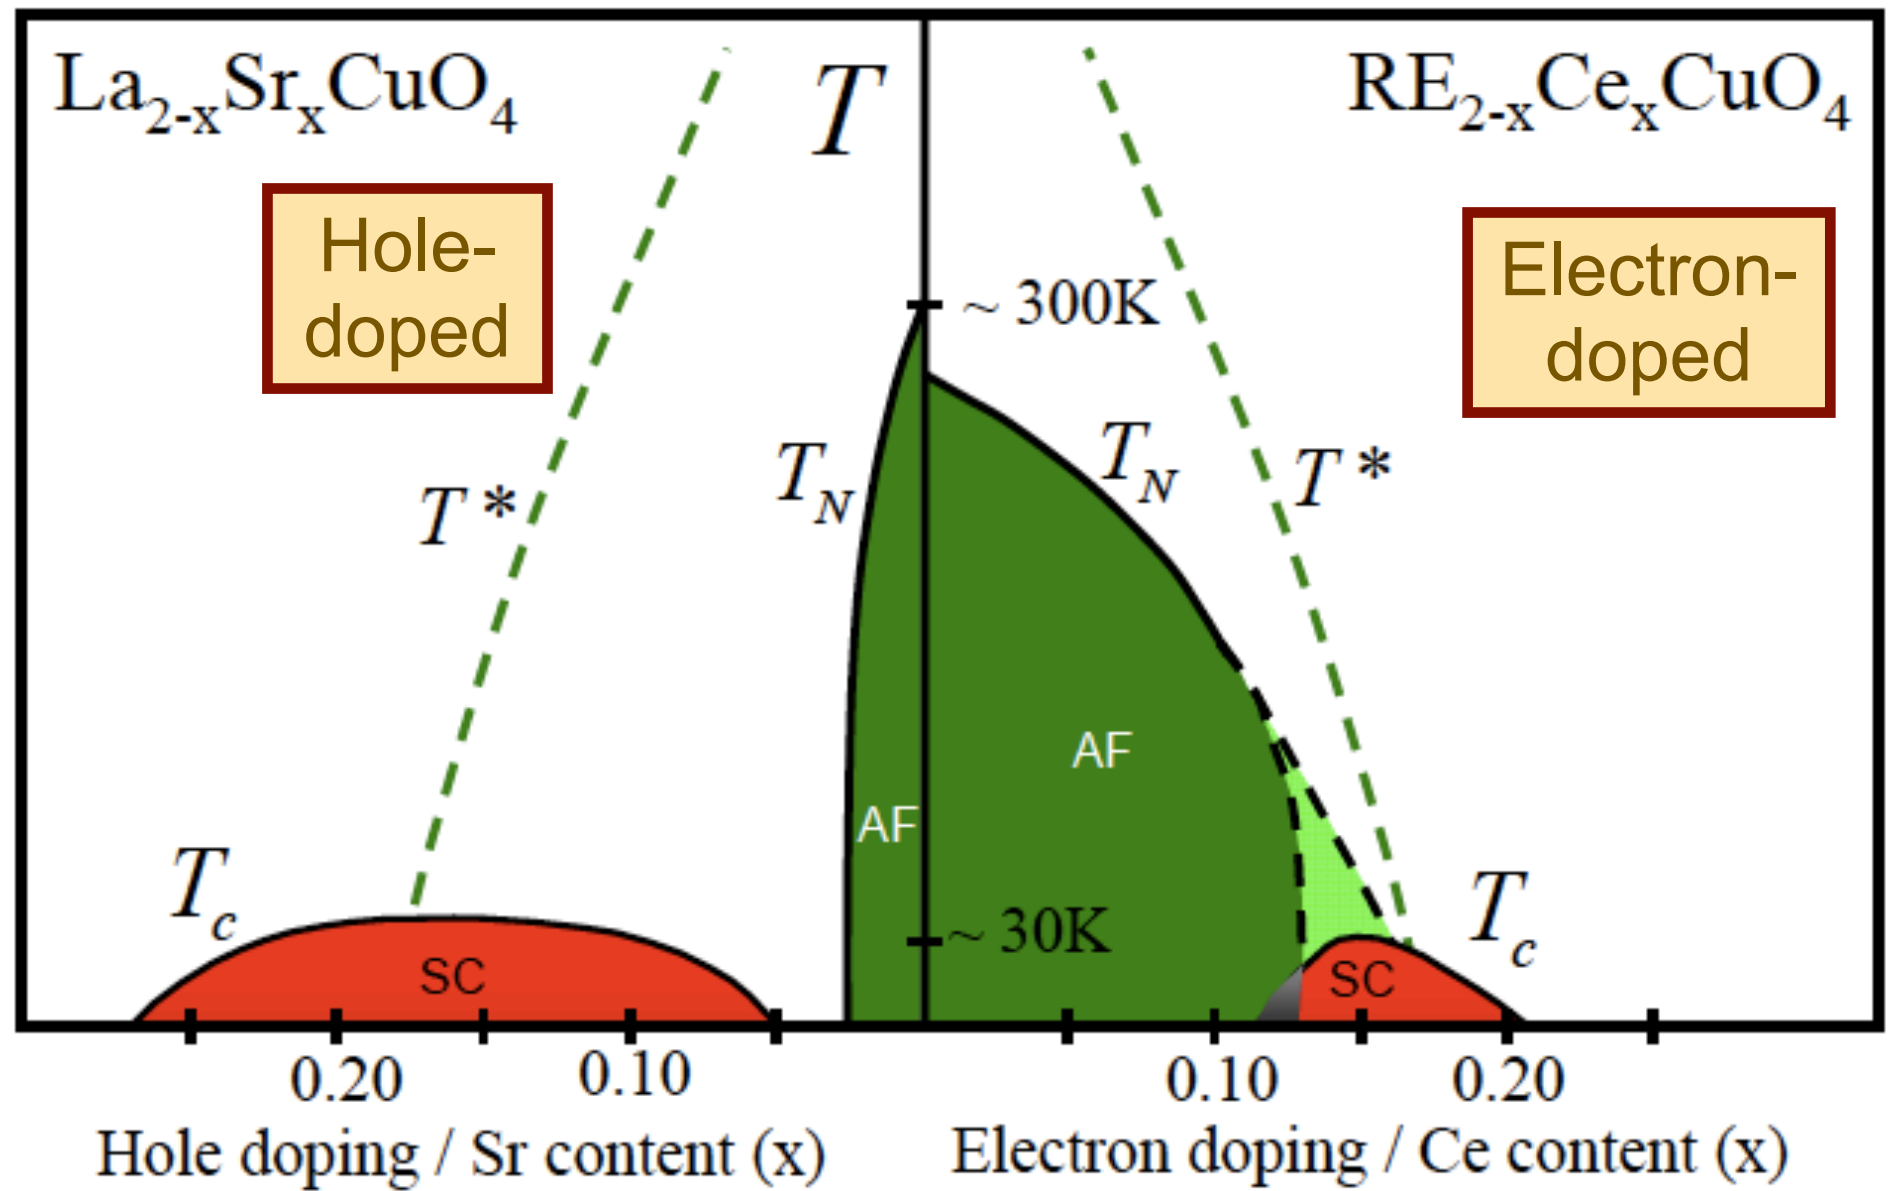 La2-xSrxCuO4
T
RE2-xCexCuO4
Hole-
doped
Electron-
doped
~ 300K
T*
TN
TN
T*
AF
AF
Tc
~ 30K
Tc
SC
SC
0.20
0.10
0.10
0.20
Hole doping / Sr content (x)
Electron doping / Ce content (x)